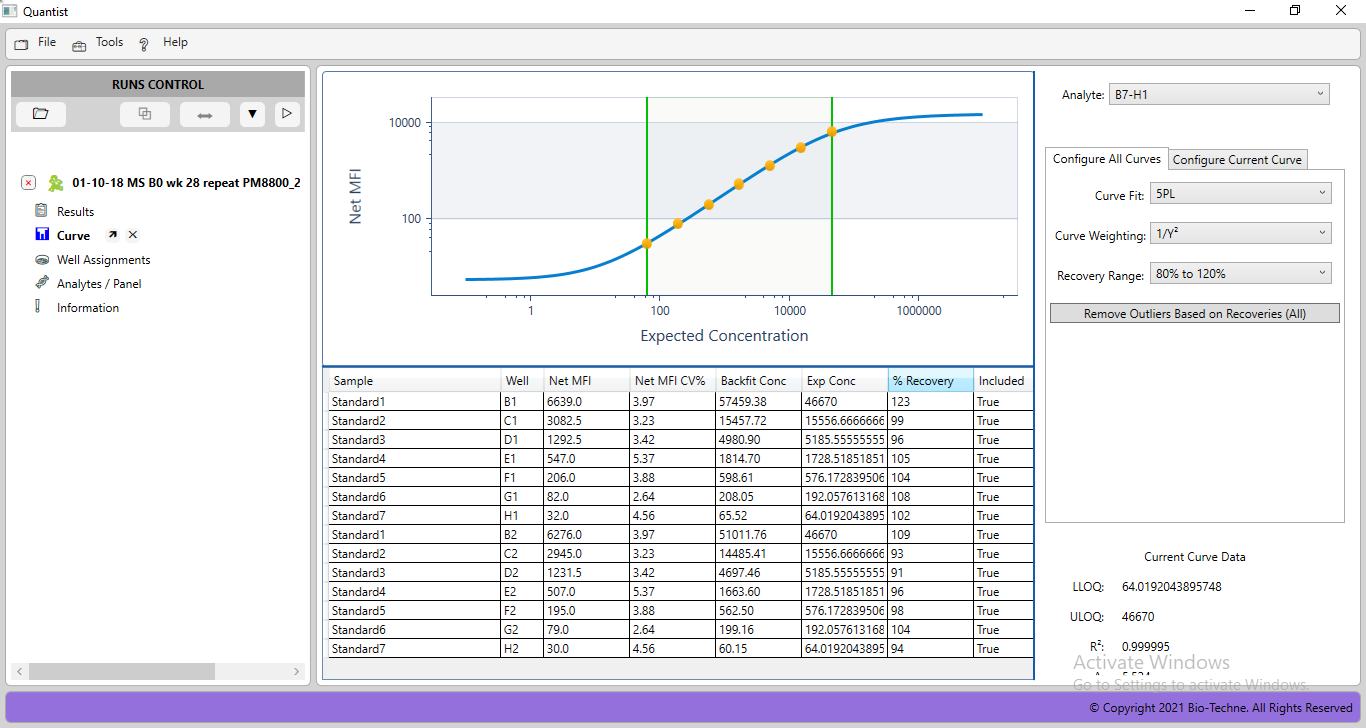 Quantist
File Tools ? Help
RUNS CONTROL
01-10-18 MS B0 wk 28 repeat PM8800_2
Results
Curve
Well Assignments
Analytes / Panel
Information
Net MFI
10000
100
1 100 10000 1000000
Expected Concentration
Sample Well Net MFI Net MFI CV% Backfit Conc Exp Conc % Recovery Included
Standard1 B1 6639.0 3.97 57459.38 46670 123 True
Standard2 C1 3082.5 3.23 15457.72 15556.6666666 99 True
Standard3 D1 1292.5 3.42 4980.90 5185.55555555 96 True
Standard4 E1 547.0 5.37 1814.70 1728.51851851 105 True
Standard5 F1 206.0 3.88 598.61 576.172839506 104 True
Standard6 G1 82.0 2.64 208.05 192.057613168 108 True
Standard7 H1 32.0 4.56 65.52 64.0192043895 102 True
Standard1 B2 6276.0 3.97 51011.76 46670 109 True
Standard2 C2 2945.0 3.23 14485.41 15556.6666666 93 True
Standard3 D2 1231.5 3.42 4697.46 5185.55555555 91 True
Standard4 E2 507.0 5.37 1663.60 1728.51851851 96 True
Standard5 F2 195.0 3.88 562.50 576.172839506 98 True
Standard6 G2 79.0 2.64 199.16 192.057613168 104 True
Standard7 H2 30.0 4.56 60.15 64.0192043895 94 True
Analyte: B7-H1
Configure All Curves Configure Current Curve
Curve Fit: 5PL
Curve Weighting: 1/Y²
Recovery Range: 80% to 120%
Remove Outliers Based on Recoveries (All)
Current Curve Data
LLOQ: 64.0192043895748
ULOQ: 46670
R²: 0.999995
Activate Windows
Go to Settings to activate Windows.
© Copyright 2021 Bio-Techne. All Rights Reserved